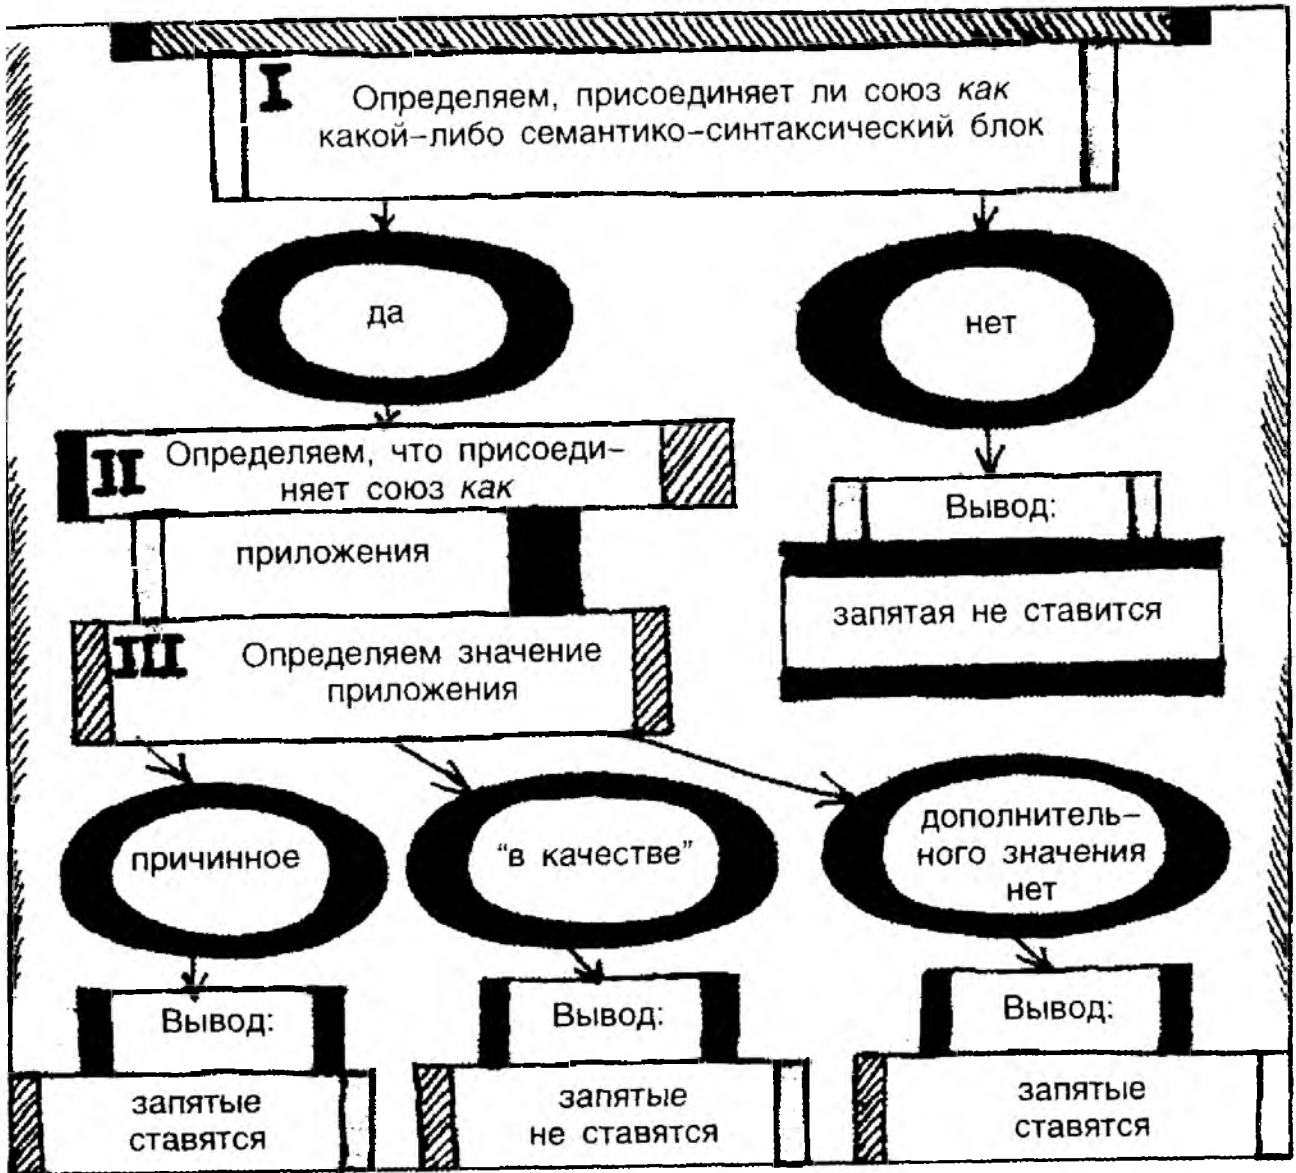 I
Определяем, присоединяет ли союз как
какой-либо семантико-синтаксический блок
да
нет
II Определяем, что присоеди-
няет союз как
приложения
Вывод:
запятая не ставится
III Определяем значение
приложения
причинное
"в качестве"
дополнитель-
ного значения
нет
Вывод:
запятые
ставятся
Вывод:
запятые
не ставятся
Вывод:
запятые
ставятся